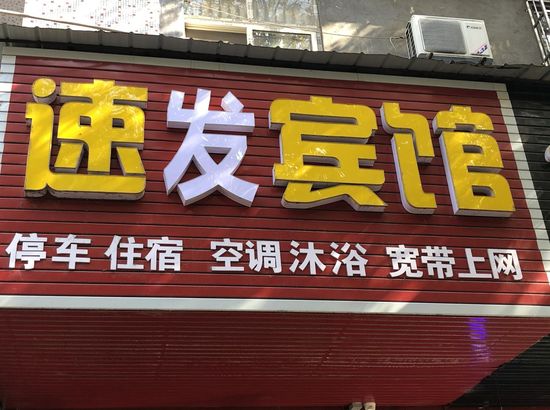 速发宾馆
停车 住宿 空调 沐浴 宽带上网